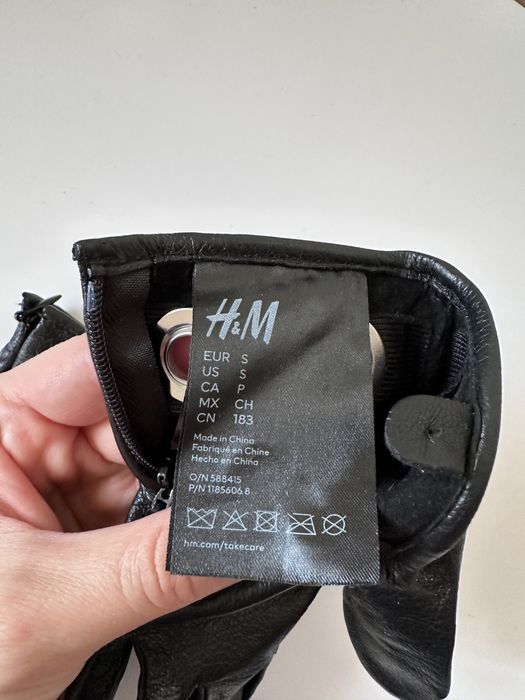 H&M
EUR S
US S
CA P
MX CH
CN 183
Made in China
Fabriqué en Chine
Hecho en China
O/N 588415
P/N 1185606 8
hm.com/takecare